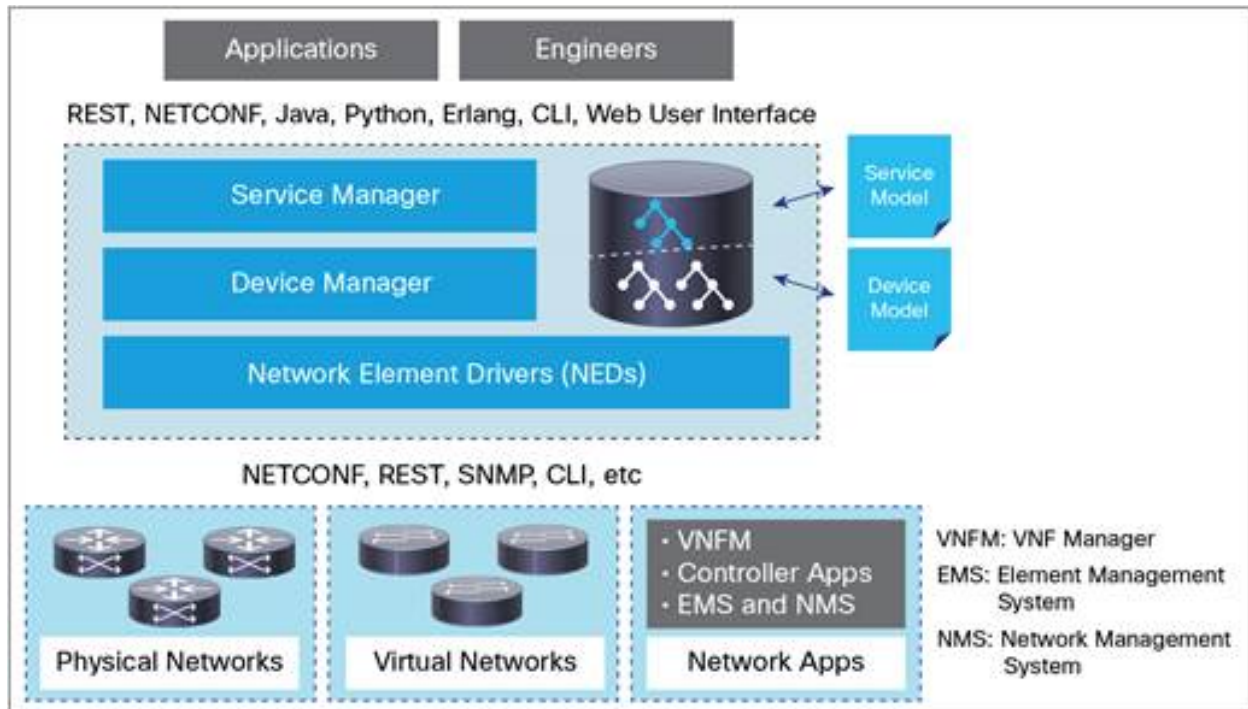 Applications
Engineers
REST, NETCONF, Java, Python, Erlang, CLI, Web User Interface
Service Manager
Device Manager
Network Element Drivers (NEDs)
Service
Model
Device
Model
NETCONF, REST, SNMP, CLI, etc
Physical Networks
Virtual Networks
• VNFM
• Controller Apps
• EMS and NMS
Network Apps
VNFM: VNF Manager
EMS: Element Management
System
NMS: Network Management
System